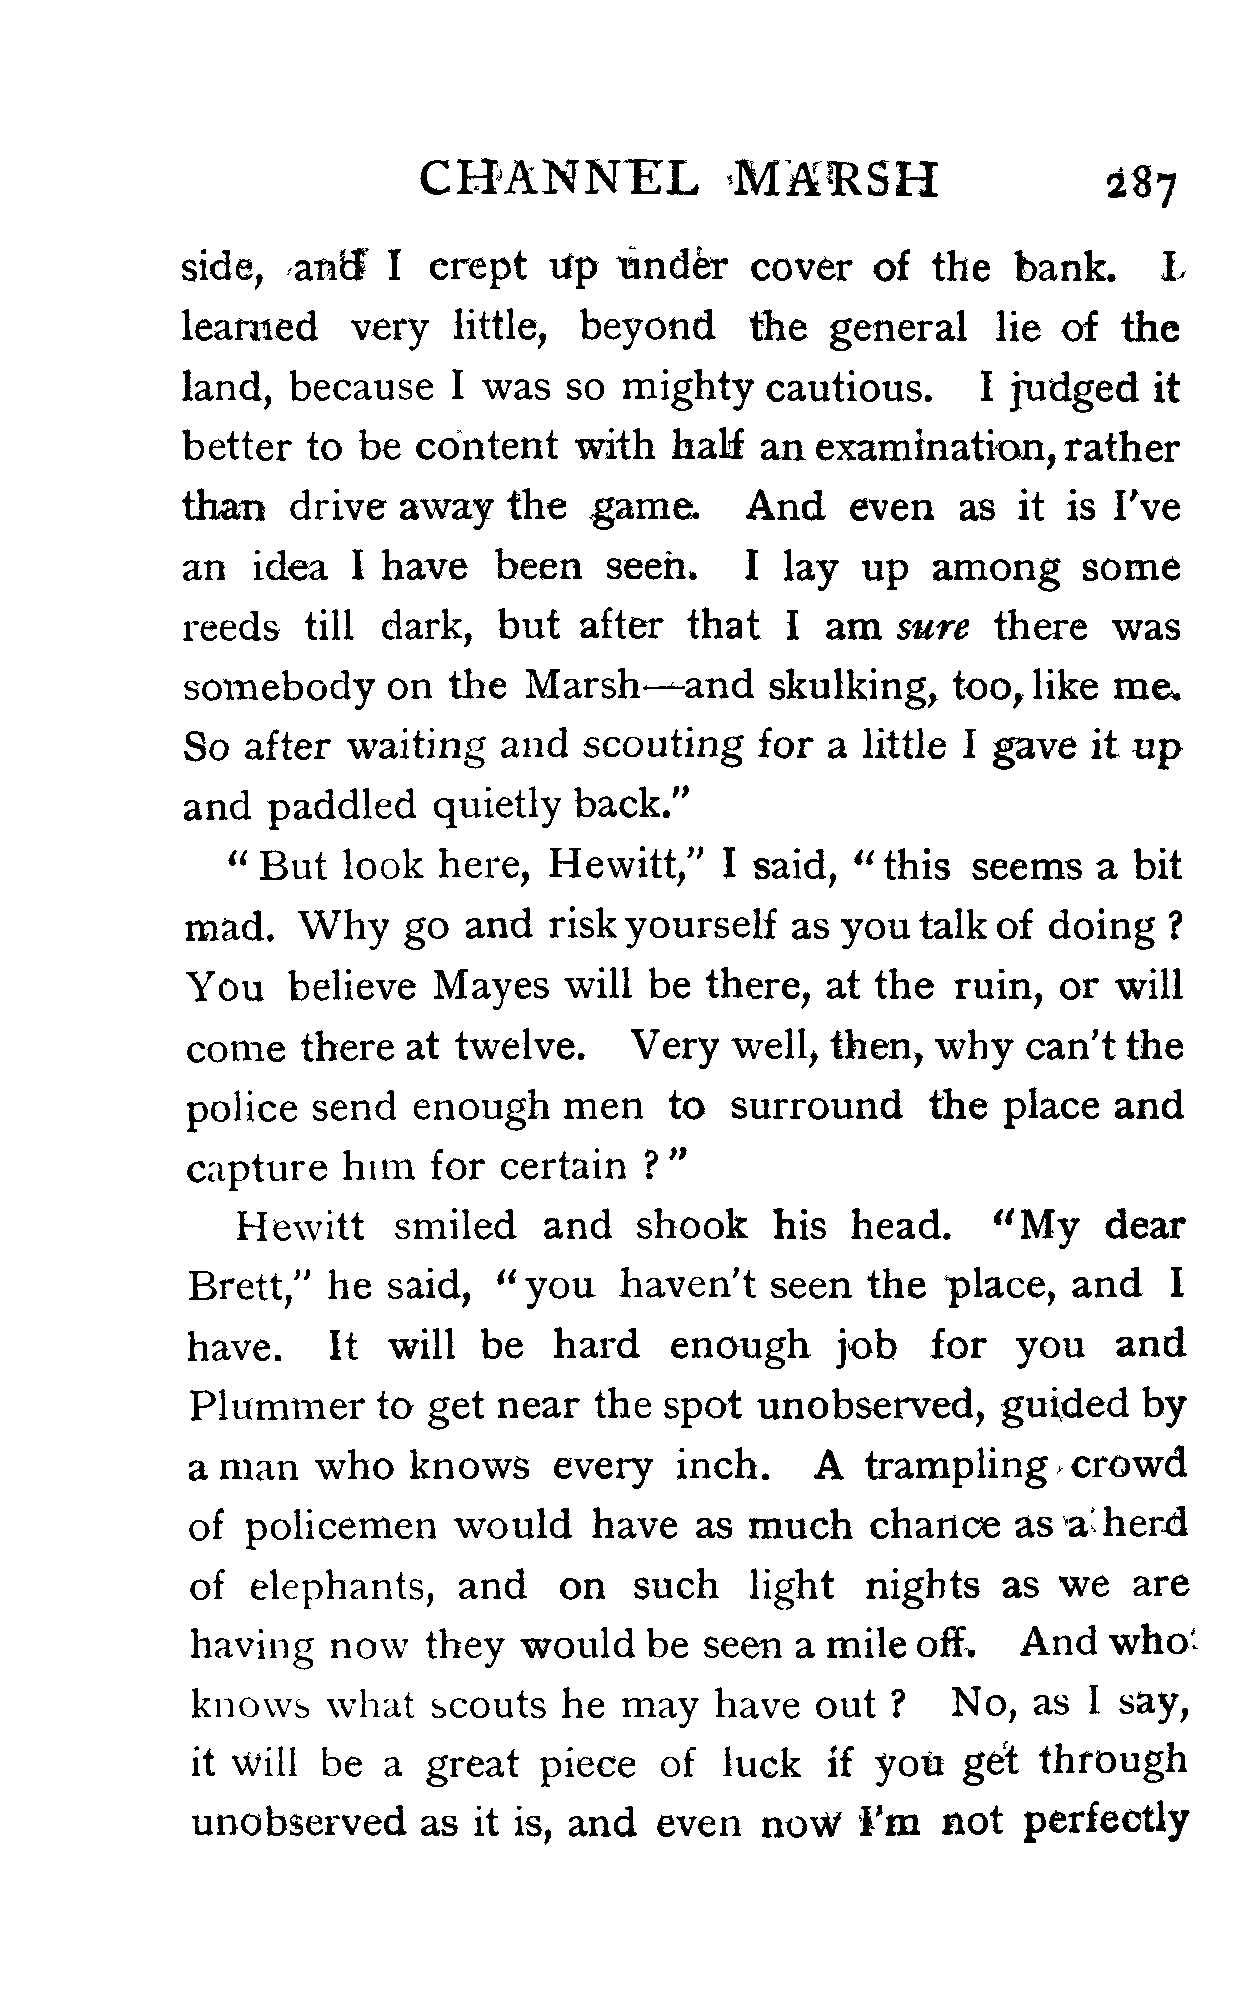 CHANNEL MARSH 287
side, and I crept up under cover of the bank. I
learned very little, beyond the general lie of the
land, because I was so mighty cautious. I judged it
better to be content with half an examination, rather
than drive away the game. And even as it is I've
an idea I have been seen. I lay up among some
reeds till dark, but after that I am sure there was
somebody on the Marsh—and skulking, too, like me.
So after waiting and scouting for a little I gave it up
and paddled quietly back."
"But look here, Hewitt," I said, "this seems a bit
mad. Why go and risk yourself as you talk of doing ?
You believe Mayes will be there, at the ruin, or will
come there at twelve. Very well, then, why can't the
police send enough men to surround the place and
capture him for certain ?"
Hewitt smiled and shook his head. "My dear
Brett," he said, "you haven't seen the place, and I
have. It will be hard enough job for you and
Plummer to get near the spot unobserved, guided by
a man who knows every inch. A trampling crowd
of policemen would have as much chance as a herd
of elephants, and on such light nights as we are
having now they would be seen a mile off. And who
knows what scouts he may have out ? No, as I say,
it will be a great piece of luck if you get through
unobserved as it is, and even now I'm not perfectly